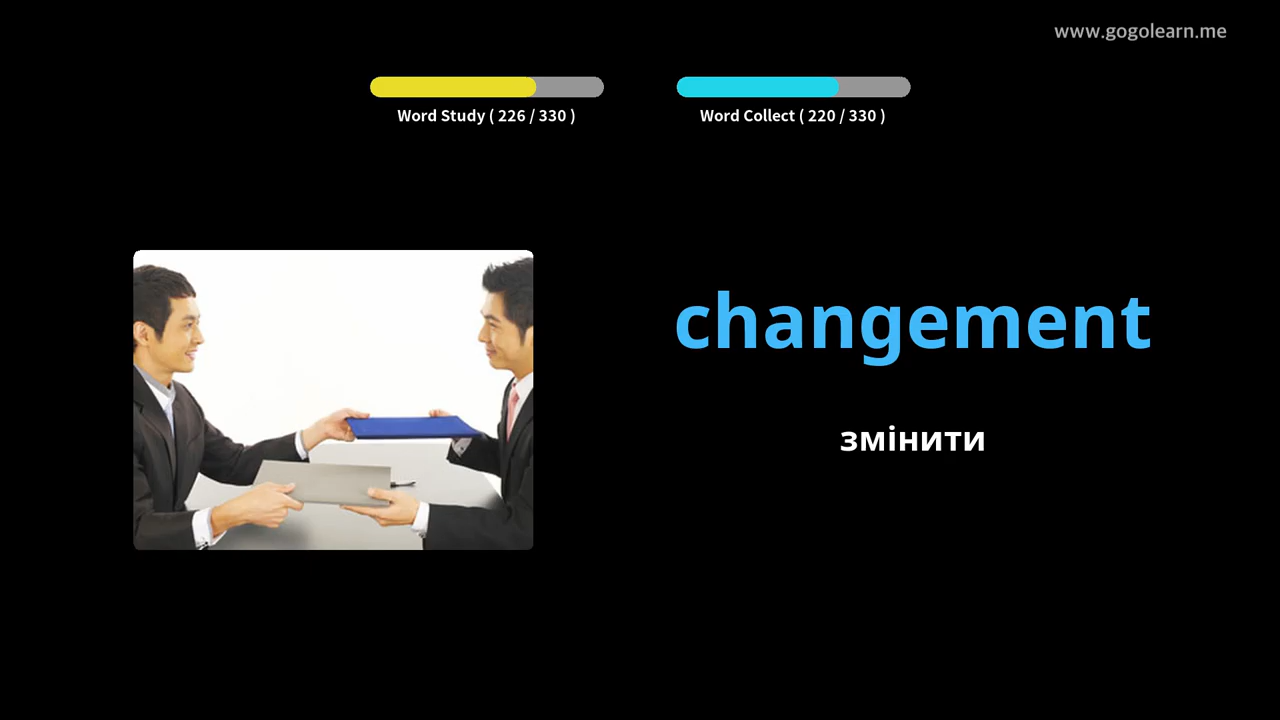 www.gogolearn.me
Word Study ( 226 / 330 )
Word Collect ( 220 / 330 )
changement
змінити